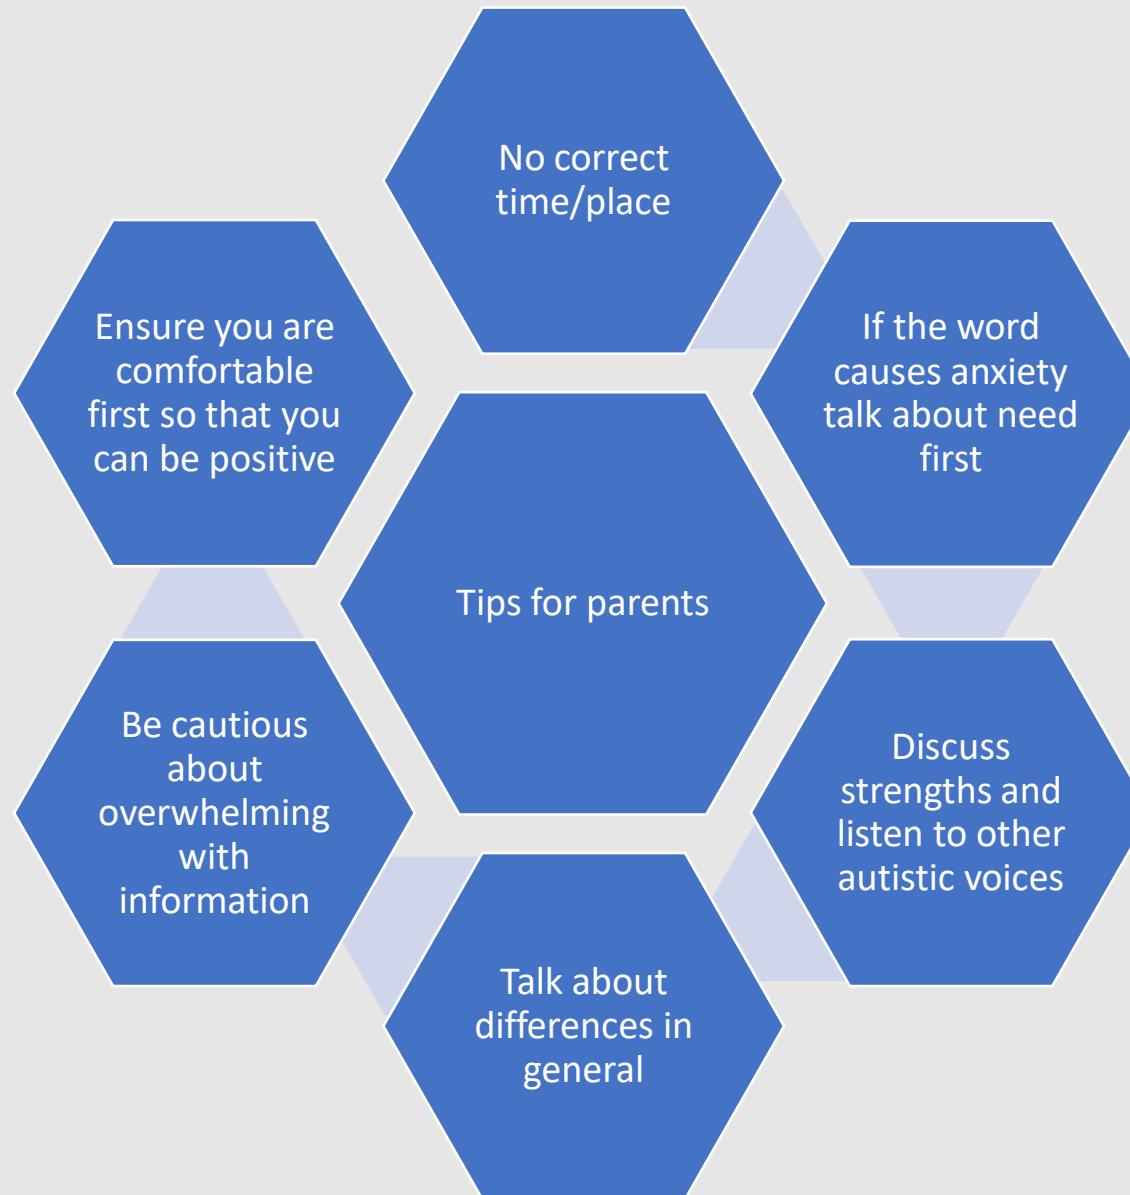 No correct
time/place
If the word
causes anxiety
talk about need
first
Discuss
strengths and
listen to other
autistic voices
Talk about
differences in
general
Be cautious
about
overwhelming
with
information
Ensure you are
comfortable
first so that you
can be positive
Tips for parents